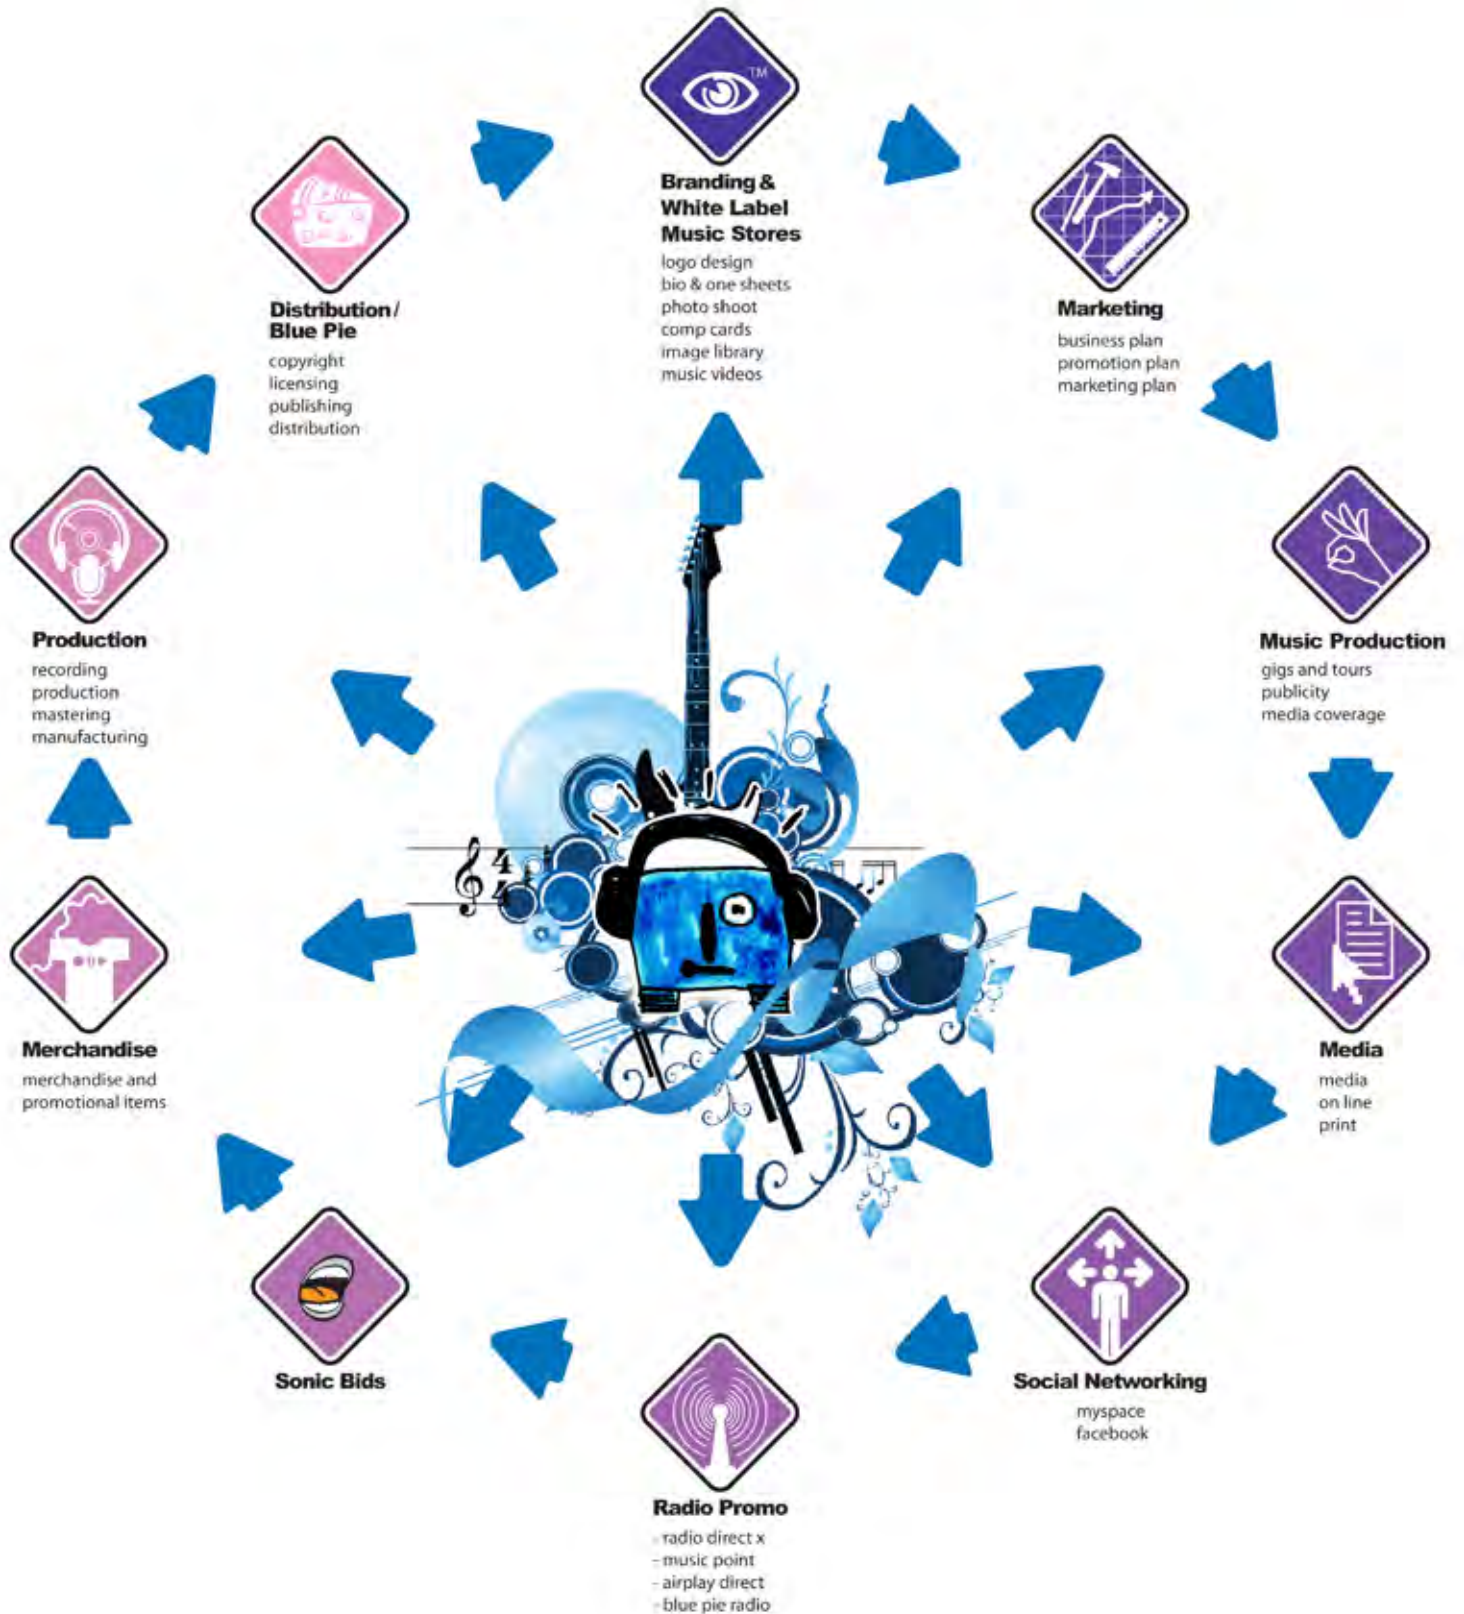 TM
Branding &
White Label
Music Stores
logo design
bio & one sheets
photo shoot
comp cards
image library
music videos
Marketing
business plan
promotion plan
marketing plan
Music Production
gigs and tours
publicity
media coverage
Media
media
on line
print
Social Networking
myspace
facebook
Radio Promo
- radio direct x
- music point
- airplay direct
- blue pie radio
Sonic Bids
Merchandise
merchandise and
promotional items
Production
recording
production
mastering
manufacturing
Distribution /
Blue Pie
copyright
licensing
publishing
distribution
4
4